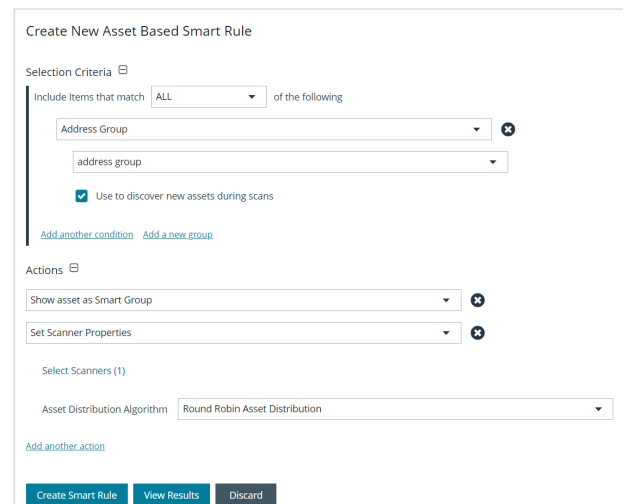 Create New Asset Based Smart Rule
Selection Criteria
Include Items that match ALL of the following
Address Group
address group
Use to discover new assets during scans
Add another condition Add a new group
Actions
Show asset as Smart Group
Set Scanner Properties
Select Scanners (1)
Asset Distribution Algorithm Round Robin Asset Distribution
Add another action
Create Smart Rule View Results Discard